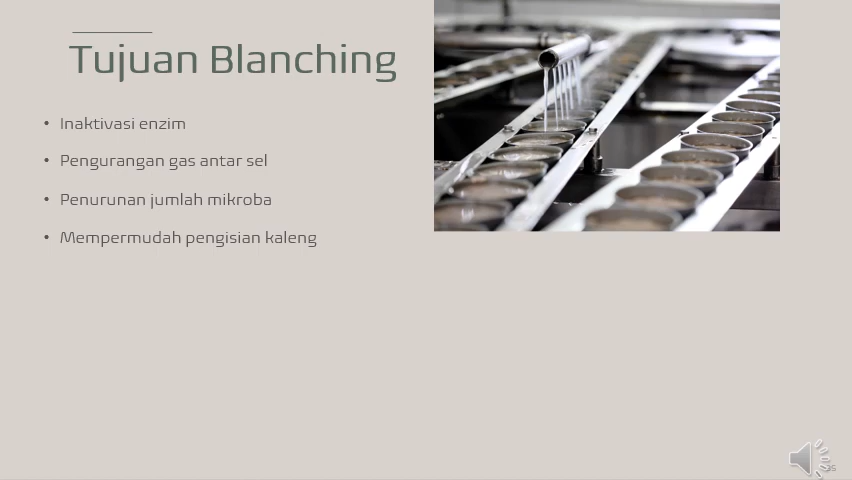 Tujuan Blanching
• Inaktivasi enzim
• Pengurangan gas antar sel
• Penurunan jumlah mikroba
• Mempermudah pengisian kaleng